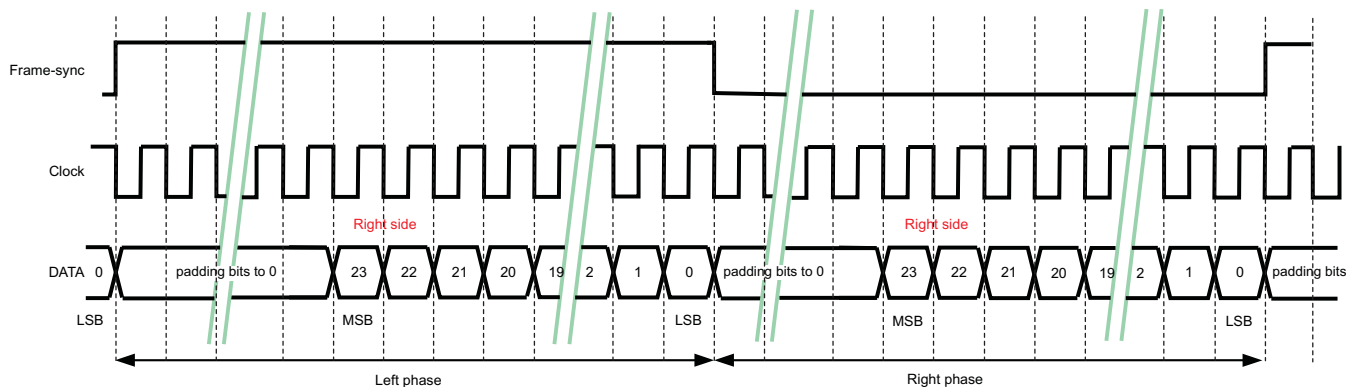 Frame-sync
Clock
Right side
Right side
DATA
0
padding bits to 0
23
22
21
20
19
2
1
0
padding bits to 0
23
22
21
20
19
2
1
0
padding bits
LSB
MSB
LSB
MSB
LSB
Left phase
Right phase